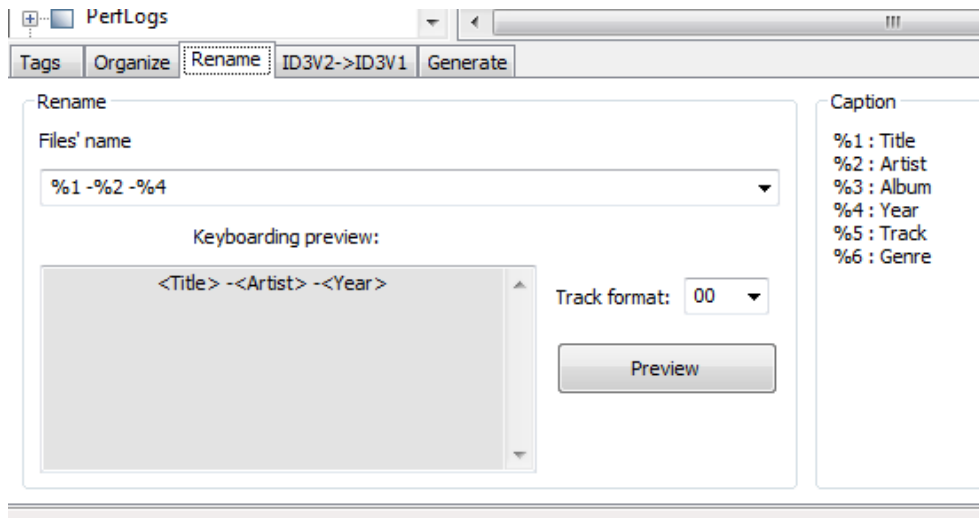 PerfLogs
Tags Organize Rename ID3V2->ID3V1 Generate
Rename
Files' name
%1 -%2 -%4
Keyboarding preview:
<Title> -<Artist> -<Year>
Track format: 00
Preview
Caption
%1 : Title
%2 : Artist
%3 : Album
%4 : Year
%5 : Track
%6 : Genre